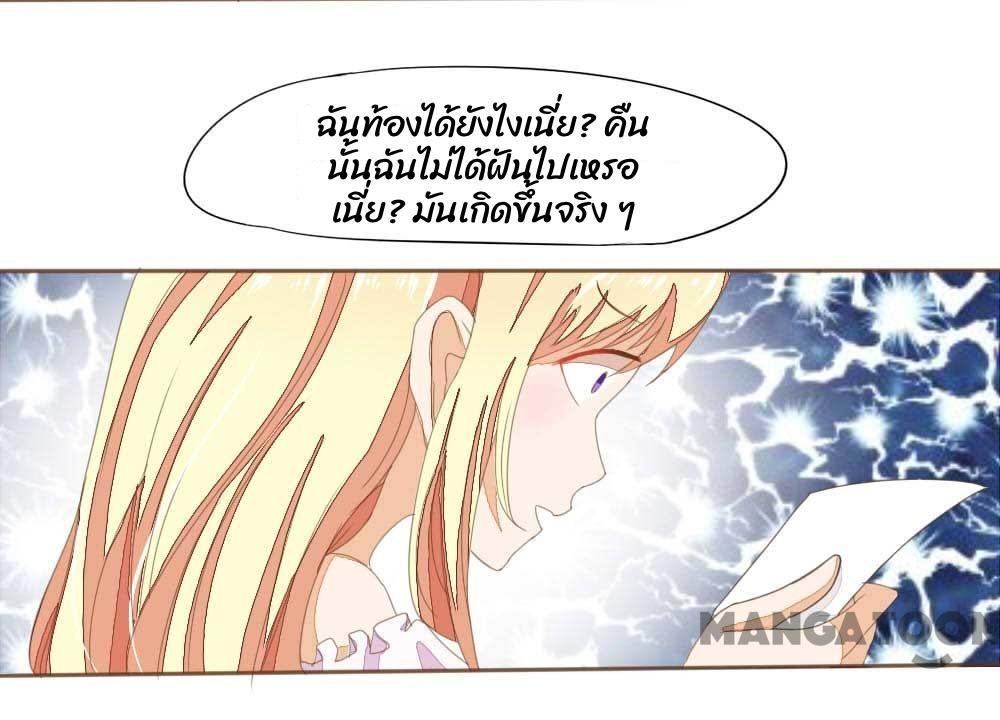 ฉันท้องได้ยังไงเนี่ย? คืน
นั้นฉันไม่ได้ฝันไปเหรอ
เนี่ย? มันเกิดขึ้นจริง ๆ
MANGATOON